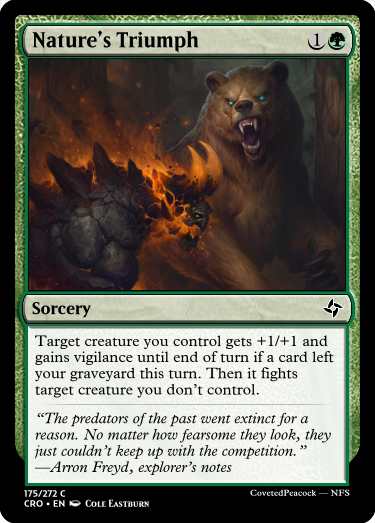 Nature's Triumph 1
Sorcery
Target creature you control gets +1/+1 and
gains vigilance until end of turn if a card left
your graveyard this turn. Then it fights
target creature you don't control.
“The predators of the past went extinct for a
reason. No matter how fearsome they look, they
just couldn't keep up with the competition.”
—Arron Freyd, explorer's notes
175/272 C
CRO • EN Cole Eastburn
CovetedPeacock — NFS